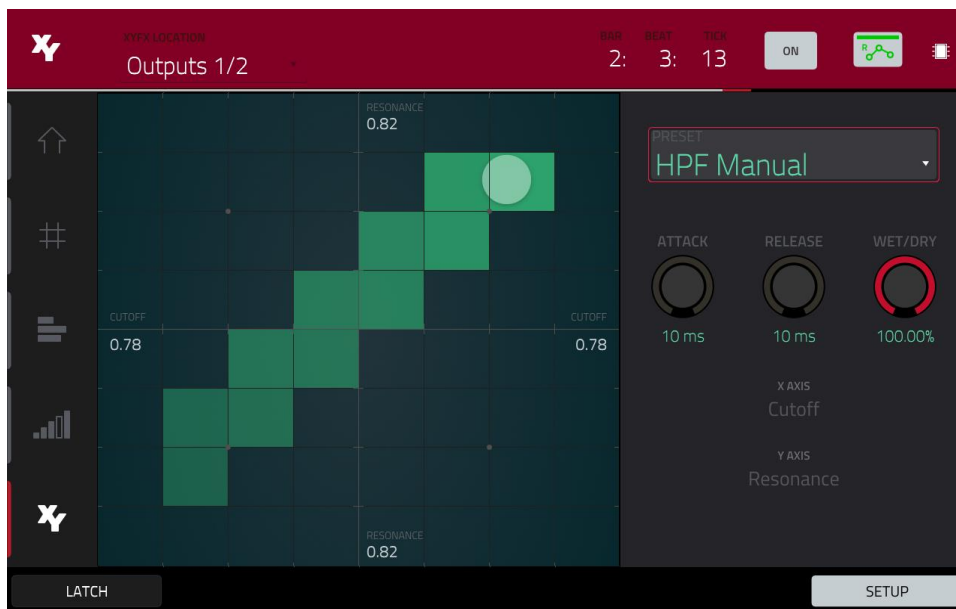 XY
XYFX LOCATION
Outputs 1/2
BAR BEAT TICK
2: 3: 13
ON
R
RESONANCE
0.82
PRESET
HPF Manual
ATTACK RELEASE WET/DRY
CUTOFF CUTOFF
0.78 0.78
10 ms 10 ms 100.00%
X AXIS
Cutoff
Y AXIS
Resonance
XY
RESONANCE
0.82
LATCH SETUP